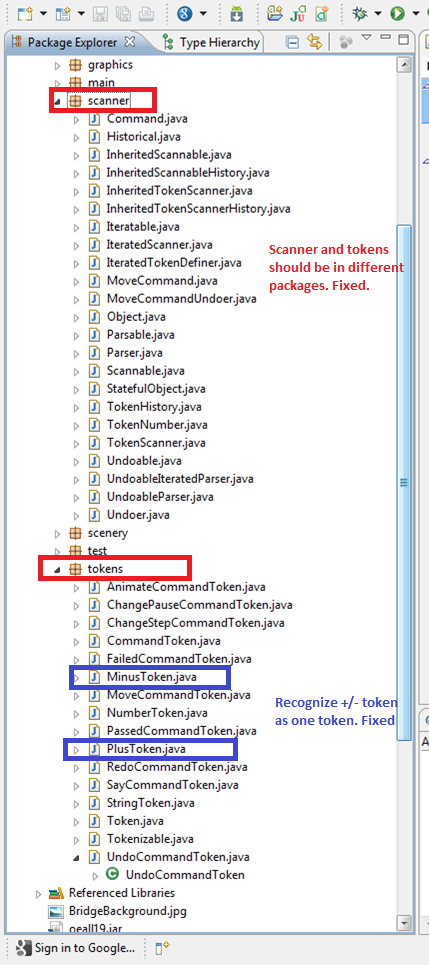 Package Explorer
Type Hierarchy
graphics
main
scanner
Command.java
Historical.java
InheritedScannable.java
InheritedScannableHistory.java
InheritedTokenScanner.java
InheritedTokenScannerHistory.java
Iteratable.java
IteratedScanner.java
IteratedTokenDefiner.java
MoveCommand.java
MoveCommandUndoer.java
Object.java
Parsable.java
Parser.java
Scannable.java
StatefulObject.java
TokenHistory.java
TokenNumber.java
TokenScanner.java
Undoable.java
UndoableIteratedParser.java
UndoableParser.java
Undoer.java
Scanner and tokens
should be in different
packages. Fixed.
scenery
test
tokens
AnimateCommandToken.java
ChangePauseCommandToken.java
ChangeStepCommandToken.java
CommandToken.java
FailedCommandToken.java
MinusToken.java
MoveCommandToken.java
NumberToken.java
PassedCommandToken.java
PlusToken.java
RedoCommandToken.java
SayCommandToken.java
StringToken.java
Token.java
Tokenizable.java
UndoCommandToken.java
UndoCommandToken
Recognize +/- token
as one token. Fixed
Referenced Libraries
BridgeBackground.jpg
oeall19.jar
Sign in to Google...